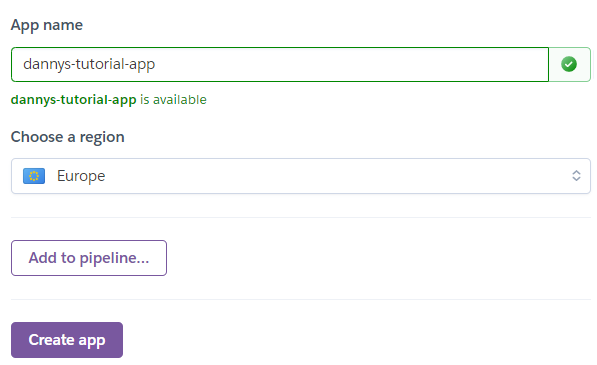 App name
dannys-tutorial-app
dannys-tutorial-app is available
Choose a region
Europe
Add to pipeline...
Create app